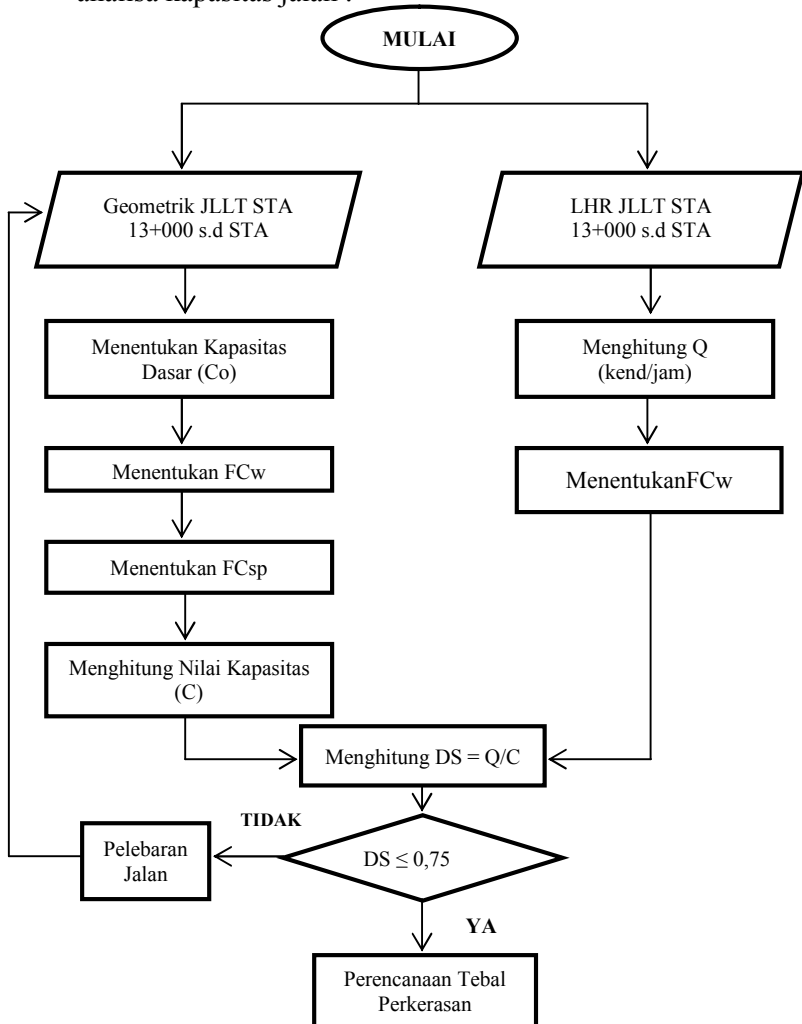 analisa kapasitas jalan :
MULAI
Geometrik JLLT STA
13+000 s.d STA
LHR JLLT STA
13+000 s.d STA
Menentukan Kapasitas
Dasar (Co)
Menghitung Q
(kend/jam)
Menentukan FCw
MenentukanFCw
Menentukan FCsp
Menghitung Nilai Kapasitas
(C)
Menghitung DS = Q/C
TIDAK
Pelebaran
Jalan
DS ≤ 0,75
YA
Perencanaan Tebal
Perkerasan